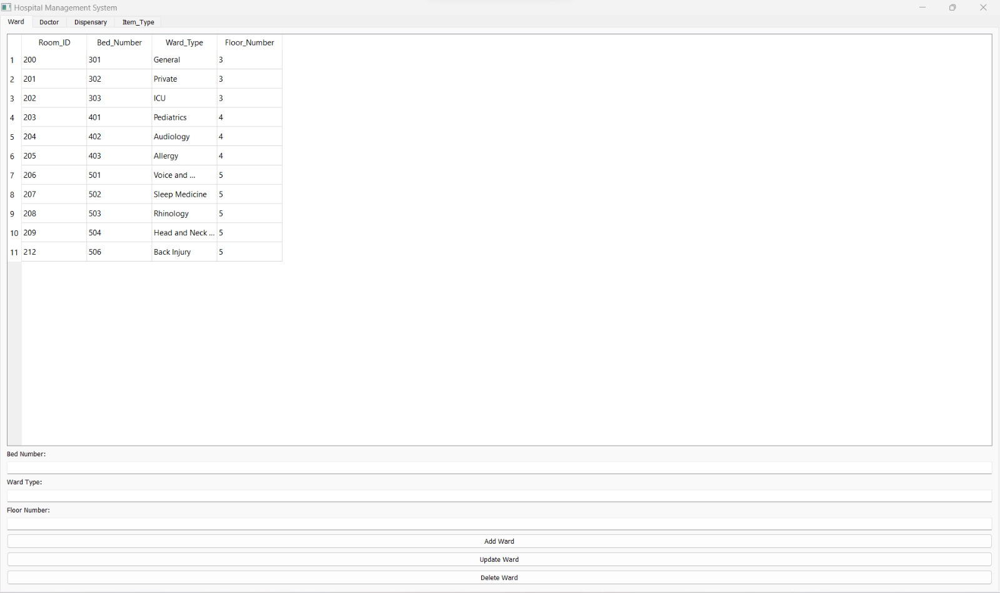 Hospital Management System
Ward Doctor Dispensary Item_Type
Room_ID Bed_Number Ward_Type Floor_Number
1 200 301 General 3
2 201 302 Private 3
3 202 303 ICU 3
4 203 401 Pediatrics 4
5 204 402 Audiology 4
6 205 403 Allergy 4
7 206 501 Voice and ... 5
8 207 502 Sleep Medicine 5
9 208 503 Rhinology 5
10 209 504 Head and Neck ... 5
11 212 506 Back Injury 5
Bed Number:
Ward Type:
Floor Number:
Add Ward
Update Ward
Delete Ward